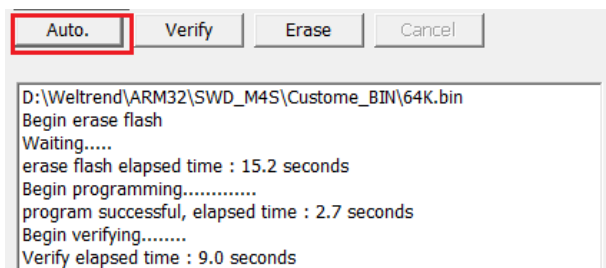 Auto. Verify Erase Cancel
D:\Weltrend\ARM32\SWD_M4S\Custome_BIN\64K.bin
Begin erase flash
Waiting.....
erase flash elapsed time : 15.2 seconds
Begin programming.............
program successful, elapsed time : 2.7 seconds
Begin verifying........
Verify elapsed time : 9.0 seconds